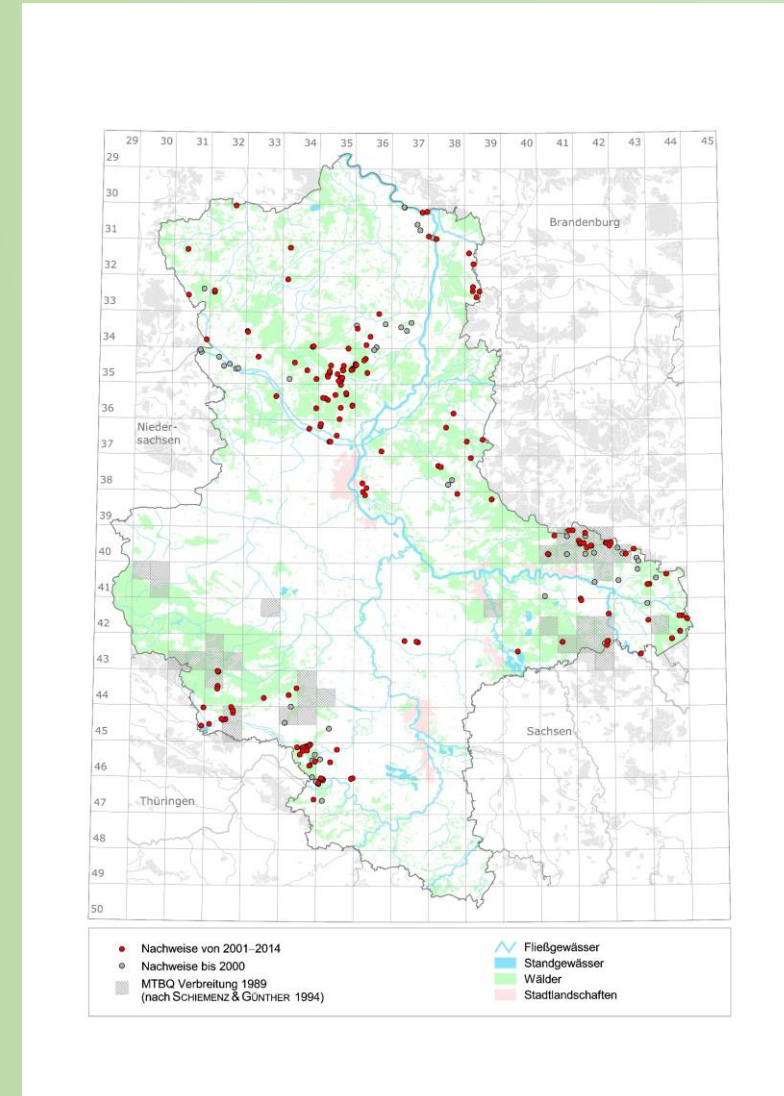 29 30 31 32 33 34 35 36 37 38 39 40 41 42 43 44 45
29
30
Brandenburg
31
32
33
34
35
36
Nieder-
sachsen
37
38
39
40
41
42
43
44
Sachsen
45
46
Thüringen
47
48
49
50
Nachweise von 2001–2014
Nachweise bis 2000
MTBQ Verbreitung 1989
(nach SCHIEMENZ & GÜNTHER 1994)
Fließgewässer
Standgewässer
Wälder
Stadtlandschaften